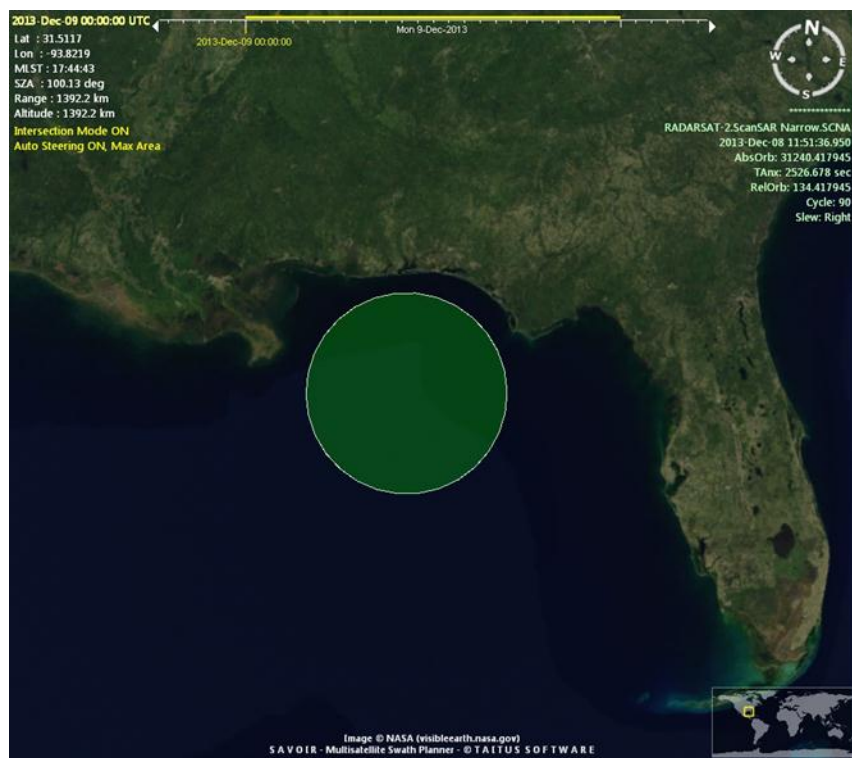 2013-Dec-09 00:00:00 UTC
Lat : 31.5117
Lon : -93.8219
MLST : 17:44:43
SZA : 100.13 deg
Range : 1392.2 km
Altitude : 1392.2 km
Intersection Mode ON
Auto Steering ON, Max Area
Mon 9-Dec-2013
2013-Dec-09 00:00:00
N
W
E
S
**************
RADARSAT-2.ScanSAR Narrow.SCNA
2013-Dec-08 11:51:36.950
AbsOrb: 31240.417945
TAnx: 2526.678 sec
RelOrb: 134.417945
Cycle: 90
Slew: Right
Image © NASA (visibleearth.nasa.gov)
SAVOIR - Multisatellite Swath Planner - © TAITUS SOFTWARE